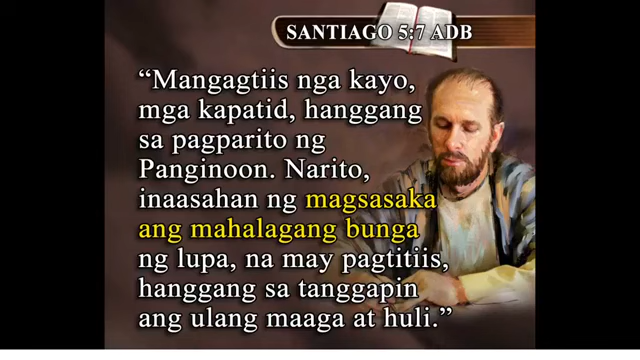 SANTIAGO 5:7 ADB
“Mangagtiis nga kayo,
mga kapatid, hanggang
sa pagparito ng
Panginoon. Narito,
inaasahan ng magsasaka
ang mahalagang bunga
ng lupa, na may pagtitiis,
hanggang sa tanggapin
ang ulang maaga at huli.”